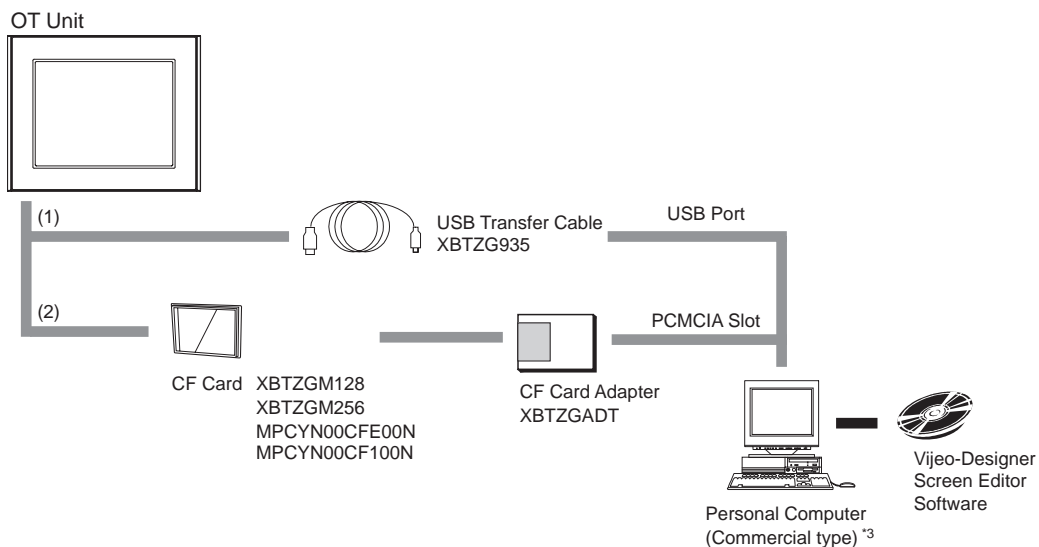 OT Unit
(1)
USB Transfer Cable
XBTZG935
USB Port
(2)
PCMCIA Slot
CF Card XBTZGM128
XBTZGM256
MPCYN00CFE00N
MPCYN00CF100N
CF Card Adapter
XBTZGADT
Vijeo-Designer
Screen Editor
Software
Personal Computer
(Commercial type) *3